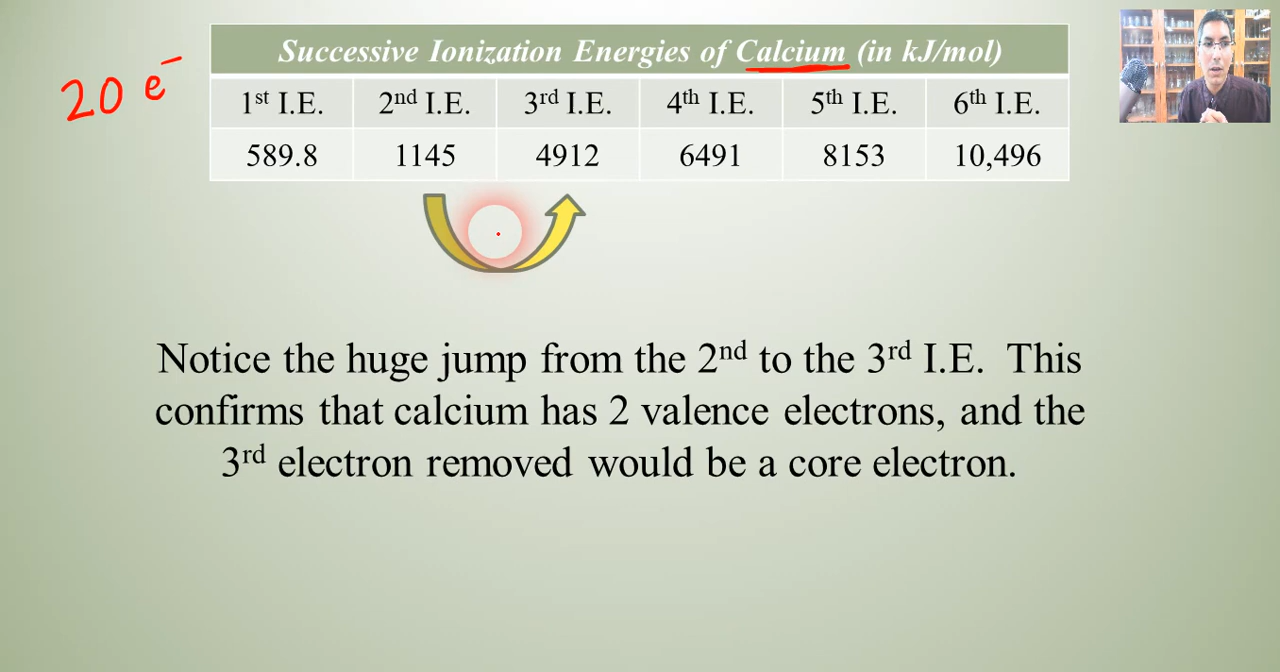 20 e⁻
Successive Ionization Energies of Calcium (in kJ/mol)
1st I.E. 2nd I.E. 3rd I.E. 4th I.E. 5th I.E. 6th I.E.
589.8 1145 4912 6491 8153 10,496
Notice the huge jump from the 2nd to the 3rd I.E. This
confirms that calcium has 2 valence electrons, and the
3rd electron removed would be a core electron.